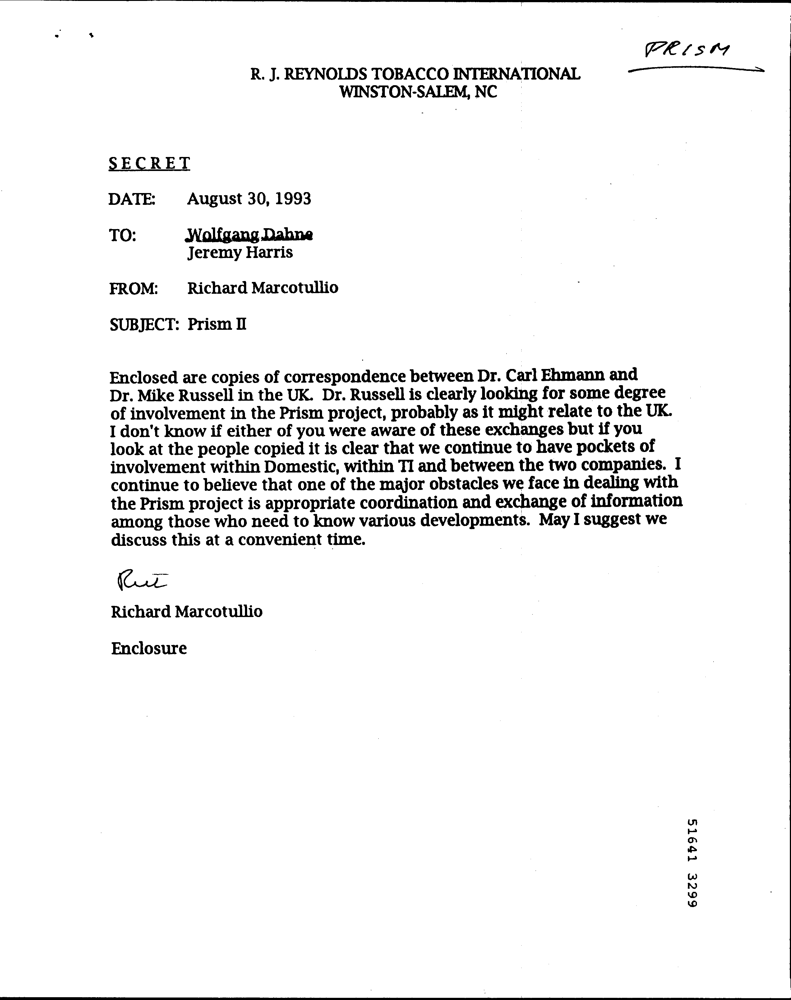 PRISM
R. J. REYNOLDS TOBACCO INTERNATIONAL
WINSTON-SALEM, NC
SECRET
DATE: August 30, 1993
TO: Wolfgang Dahne
Jeremy Harris
FROM: Richard Marcotullio
SUBJECT: Prism II
Enclosed are copies of correspondence between Dr. Carl Ehmann and
Dr. Mike Russell in the UK. Dr. Russell is clearly looking for some degree
of involvement in the Prism project, probably as it might relate to the UK.
I don't know if either of you were aware of these exchanges but if you
look at the people copied it is clear that we continue to have pockets of
involvement within Domestic, within TI and between the two companies. I
continue to believe that one of the major obstacles we face in dealing with
the Prism project is appropriate coordination and exchange of information
among those who need to know various developments. May I suggest we
discuss this at a convenient time.
Richard Marcotullio
Enclosure
51641 3299